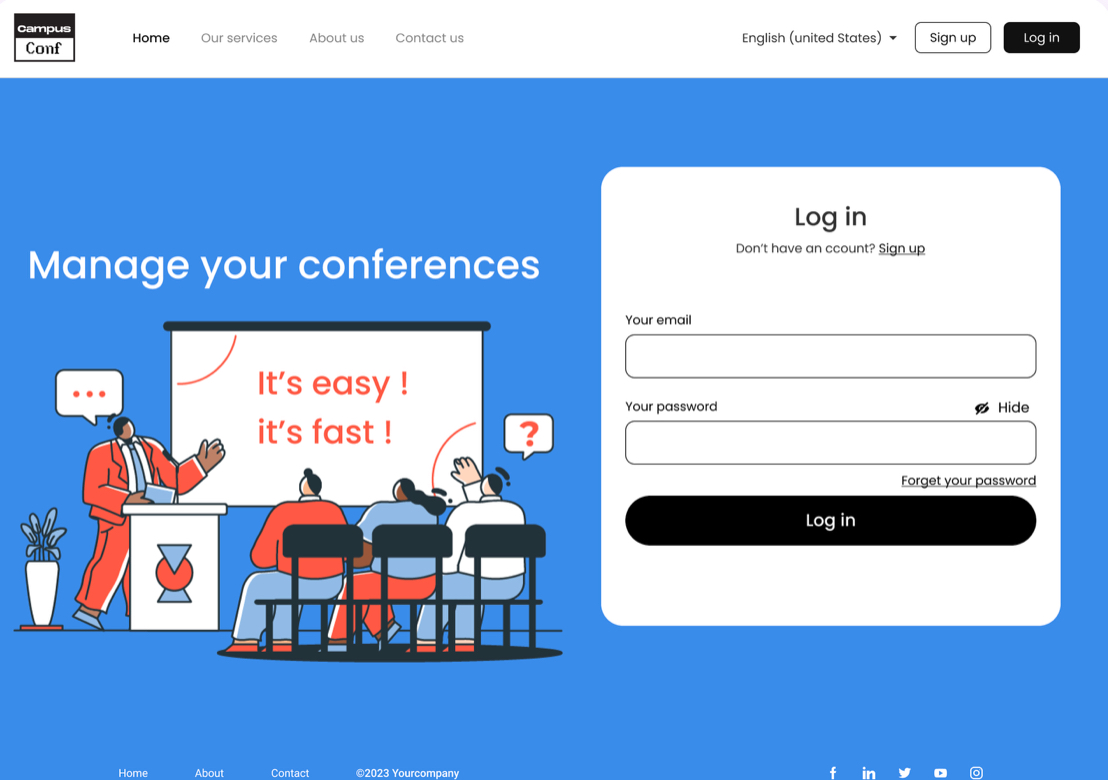 Campus
Conf
Home Our services About us Contact us English (united States) Sign up Log in
Manage your conferences
It's easy !
it's fast !
?
Log in
Don't have an ccount? Sign up
Your email
Your password Hide
Forget your password
Log in
Home About Contact ©2023 Yourcompany